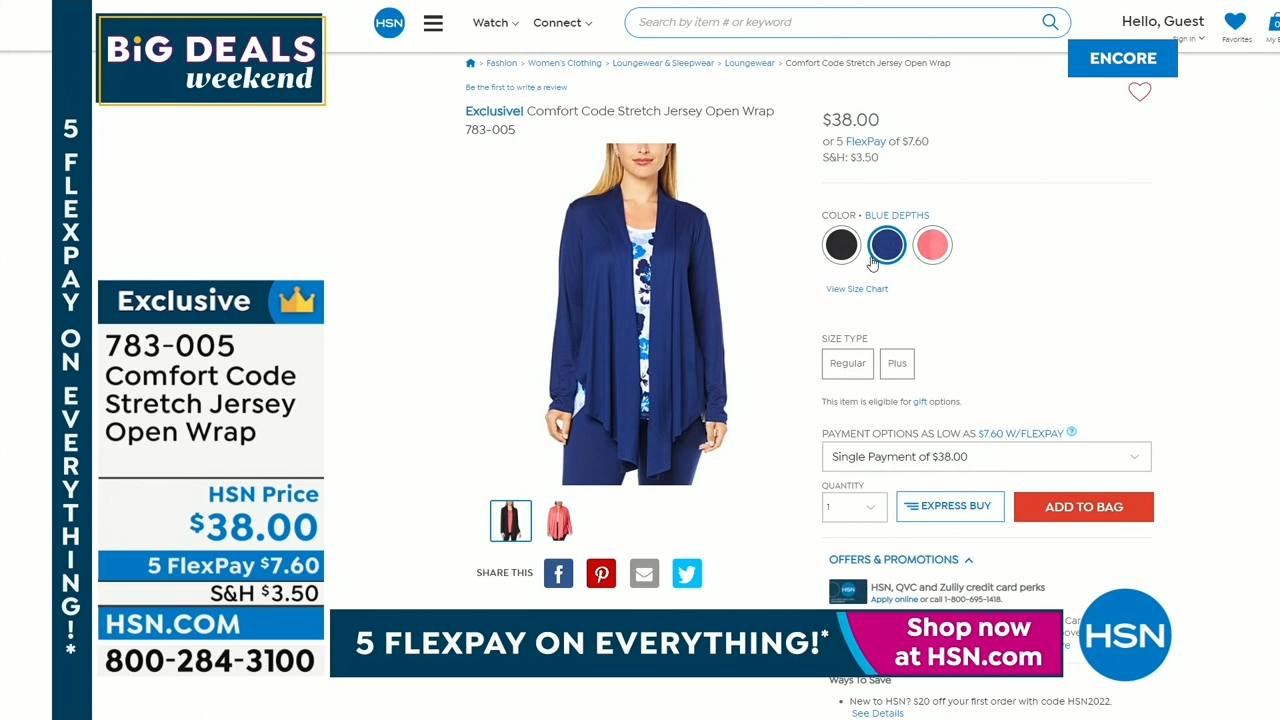 BiG DEALS
weekend
5 FLEXPAY ON EVERYTHING!*
Exclusive
783-005
Comfort Code
Stretch Jersey
Open Wrap
HSN Price
$38.00
5 FlexPay $7.60
S&H $3.50
HSN.COM
800-284-3100
HSN
Watch
Connect
Search by item # or keyword
Hello, Guest
Sign In
Favorites
0
ENCORE
> Fashion > Women's Clothing > Loungewear & Sleepwear > Loungewear > Comfort Code Stretch Jersey Open Wrap
Be the first to write a review
Exclusive! Comfort Code Stretch Jersey Open Wrap
783-005
SHARE THIS
$38.00
or 5 FlexPay of $7.60
S&H: $3.50
COLOR • BLUE DEPTHS
View Size Chart
SIZE TYPE
Regular Plus
This item is eligible for gift options.
PAYMENT OPTIONS AS LOW AS $7.60 W/FLEXPAY ?
Single Payment of $38.00
QUANTITY
1
EXPRESS BUY
ADD TO BAG
OFFERS & PROMOTIONS
HSN
HSN, QVC and Zulily credit card perks
Apply online or call 1-800-695-1418.
5 FLEXPAY ON EVERYTHING!*
Shop now
at HSN.com
HSN
Ways To Save
• New to HSN? $20 off your first order with code HSN2022.
See Details